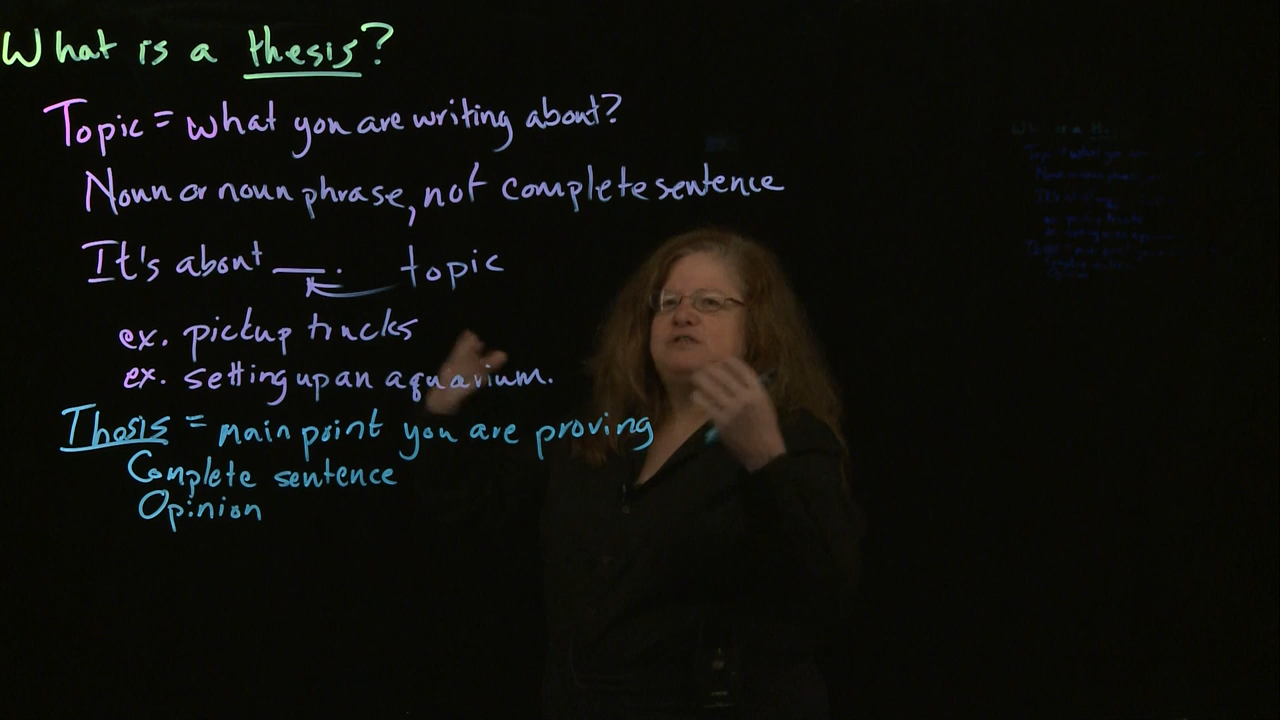 What is a thesis?
Topic = what you are writing about?
Noun or noun phrase, not complete sentence
It's about ___. topic
ex. pickup trucks
ex. setting up an aquarium.
Thesis = main point you are proving
Complete sentence
Opinion